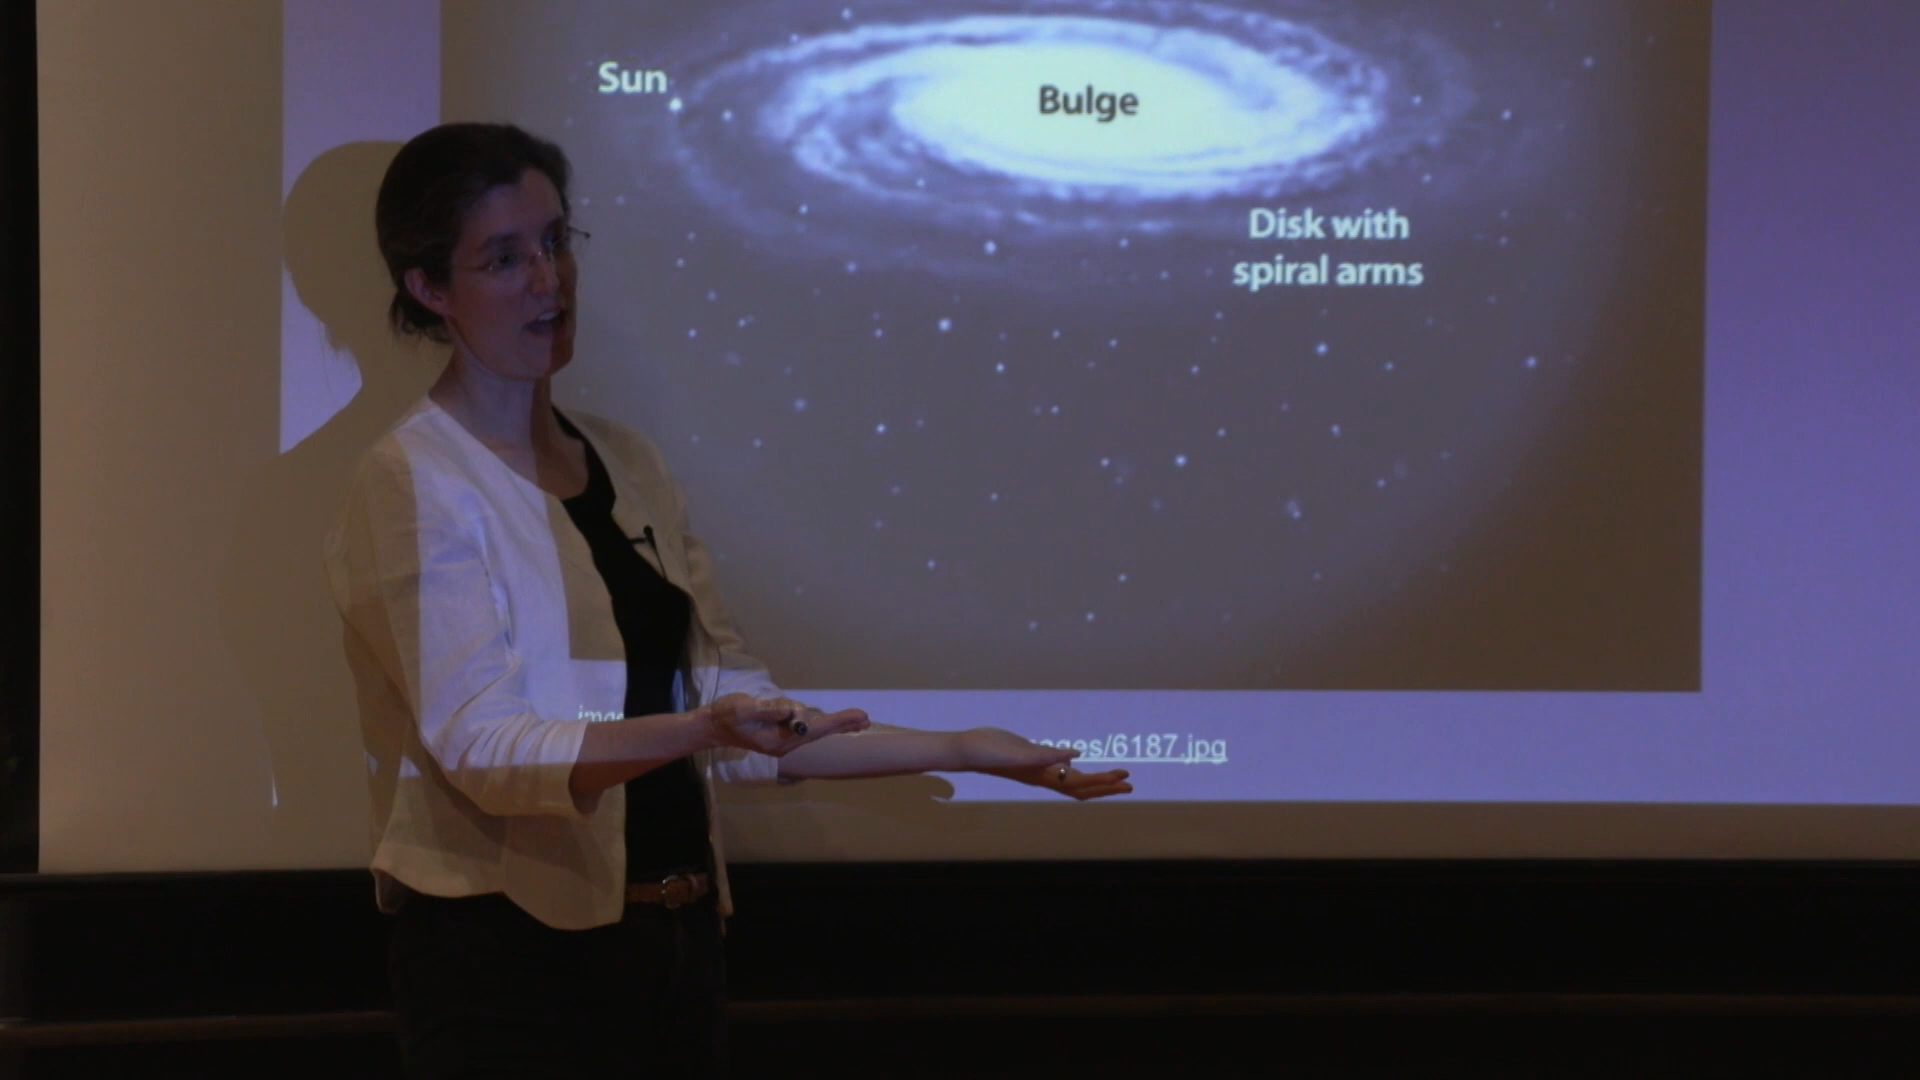 Sun
Bulge
Disk with
spiral arms
ages/6187.jpg